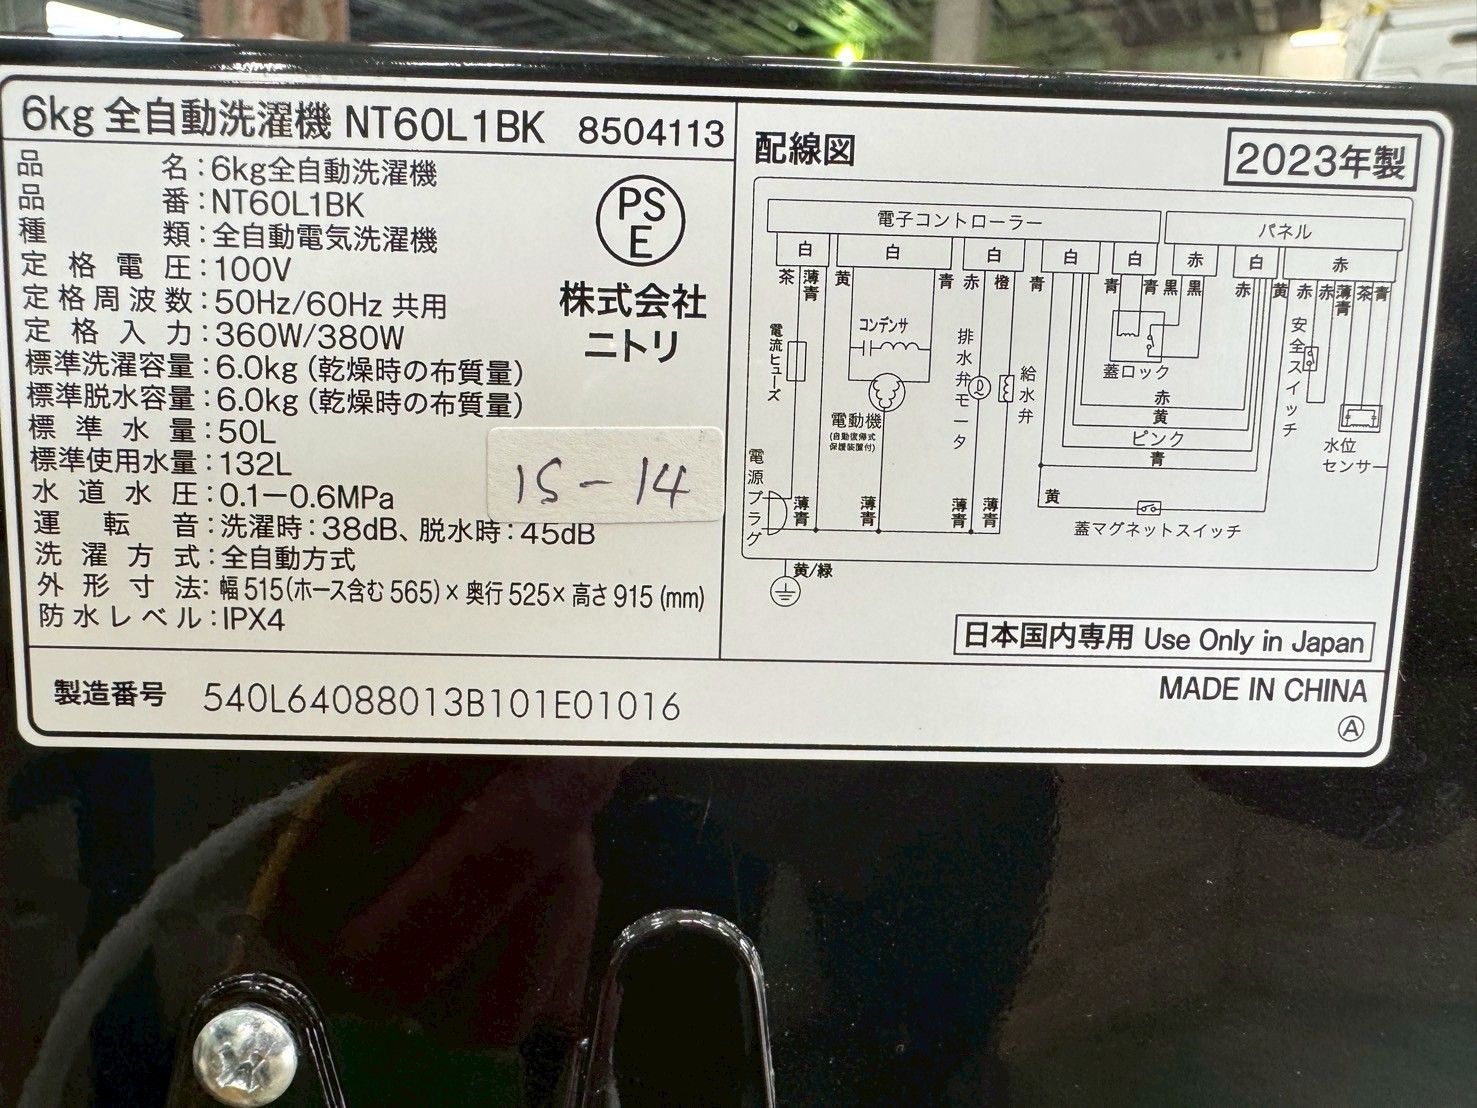 6kg 全自動洗濯機 NT60L1BK 8504113
品名：6kg全自動洗濯機
品番：NT60L1BK
種類：全自動電気洗濯機
定格電圧：100V
定格周波数：50Hz/60Hz 共用
定格入力：360W/380W
標準洗濯容量：6.0kg (乾燥時の布質量)
標準脱水容量：6.0kg (乾燥時の布質量)
標準水量：50L
標準使用水量：132L
水道水圧：0.1－0.6MPa
運転音：洗濯時：38dB、脱水時：45dB
洗濯方式：全自動方式
外形寸法：幅 515(ホース含む 565) × 奥行 525 × 高さ 915 (mm)
防水レベル：IPX4
PS
E
株式会社
ニトリ
15-14
配線図
2023年製
電子コントローラー
パネル
白 白 白 白 白 赤 白 赤
茶 薄青 黄 青 赤 橙 青 青 青 黒 黒 赤 黄 赤 赤 薄青 茶 青
電流ヒューズ
コンデンサ
電動機
(自動復帰式
保護装置付)
排水弁モータ
給水弁
蓋ロック
安全スイッチ
水位
センサー
赤
黄
ピンク
青
黄
蓋マグネットスイッチ
電源プラグ
薄青 薄青 薄青 薄青
黄/緑
日本国内専用 Use Only in Japan
製造番号 540L64088013B101E01016
MADE IN CHINA
A